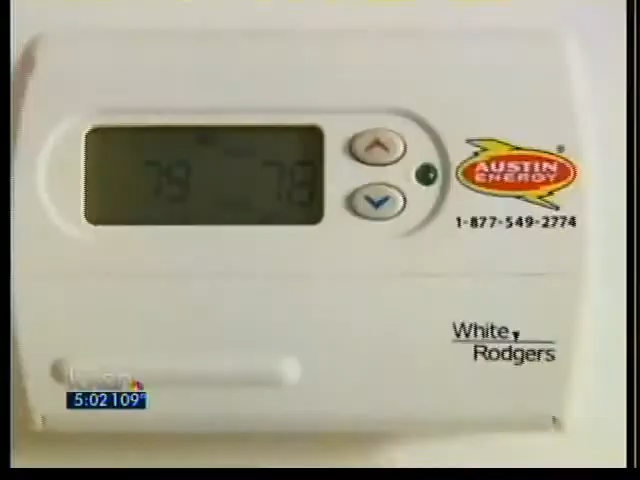 79 78
AUSTIN
ENERGY
®
1-877-549-2774
White
Rodgers
5:02 109°